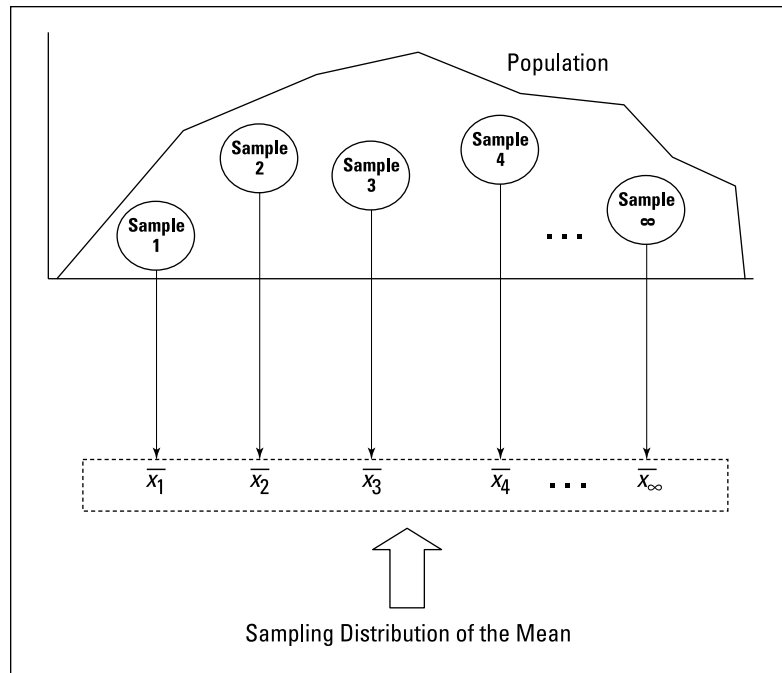 Population
Sample
1
Sample
2
Sample
3
Sample
4
...
Sample
∞
x̅1 x̅2 x̅3 x̅4 ... x̅∞
Sampling Distribution of the Mean